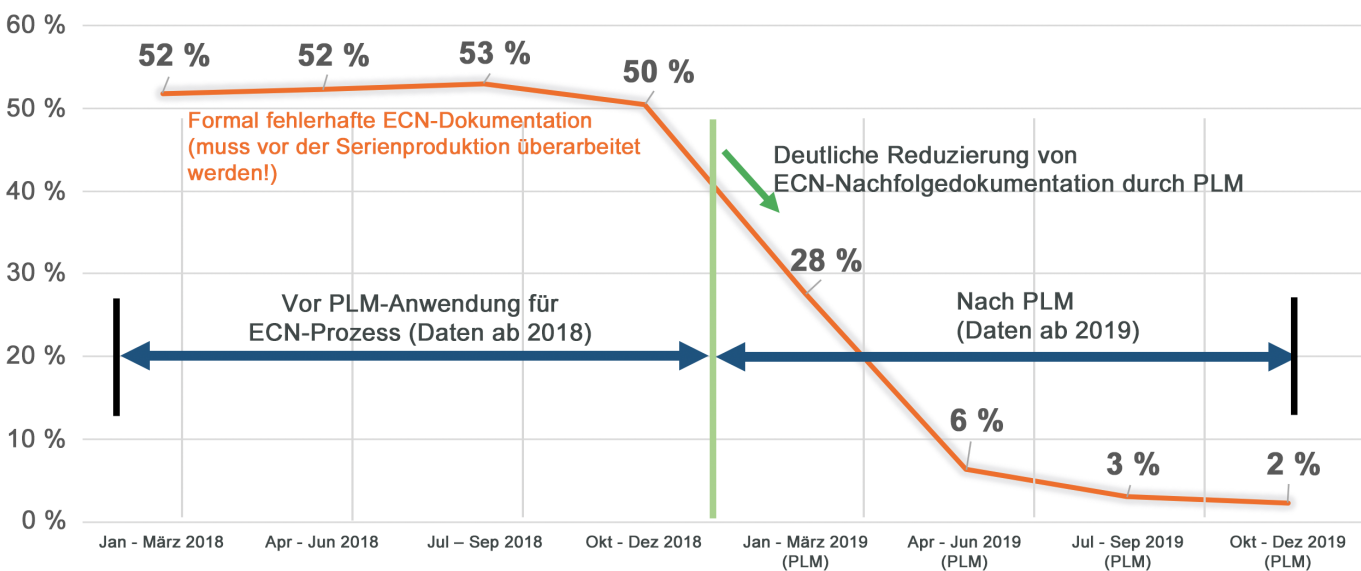 60 %
50 %
40 %
30 %
20 %
10 %
0 %
52 %
52 %
53 %
50 %
28 %
6 %
3 %
2 %
Formal fehlerhafte ECN-Dokumentation
(muss vor der Serienproduktion überarbeitet
werden!)
Deutliche Reduzierung von
ECN-Nachfolgedokumentation durch PLM
Vor PLM-Anwendung für
ECN-Prozess (Daten ab 2018)
Nach PLM
(Daten ab 2019)
Jan - März 2018
Apr - Jun 2018
Jul – Sep 2018
Okt - Dez 2018
Jan - März 2019
(PLM)
Apr - Jun 2019
(PLM)
Jul - Sep 2019
(PLM)
Okt - Dez 2019
(PLM)